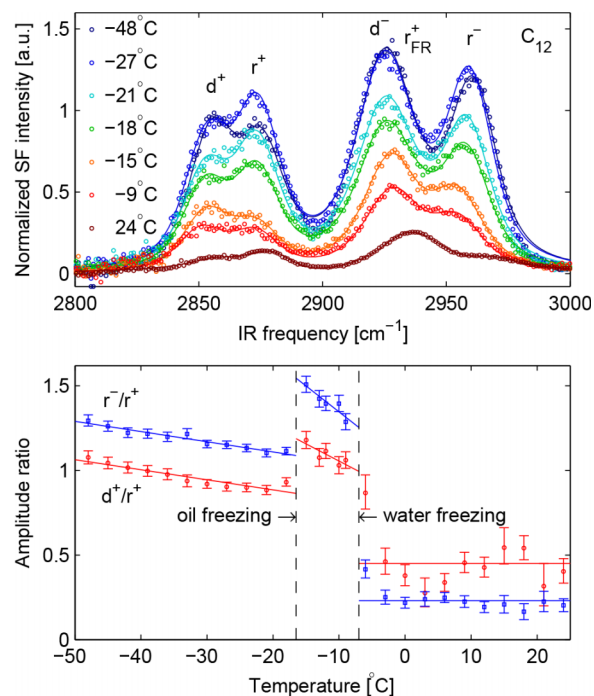 −48°C
−27°C
−21°C
−18°C
−15°C
−9°C
24°C
d⁺
r⁺
d⁻
r⁺FR
r⁻
C₁₂
Normalized SF intensity [a.u.]
0
0.5
1
1.5
2800
2850
2900
2950
3000
IR frequency [cm⁻¹]
Amplitude ratio
1.5
1
0.5
0
r⁻/r⁺
d⁺/r⁺
oil freezing →
← water freezing
−50
−40
−30
−20
−10
0
10
20
Temperature [°C]